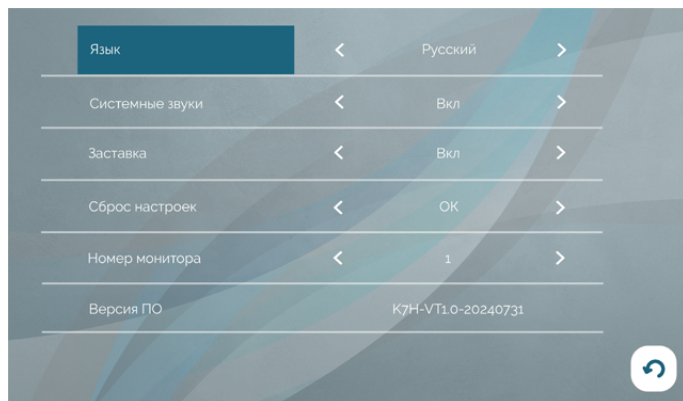 Язык Русский
Системные звуки Вкл
Заставка Вкл
Сброс настроек ОК
Номер монитора 1
Версия ПО K7H-VT1.0-20240731